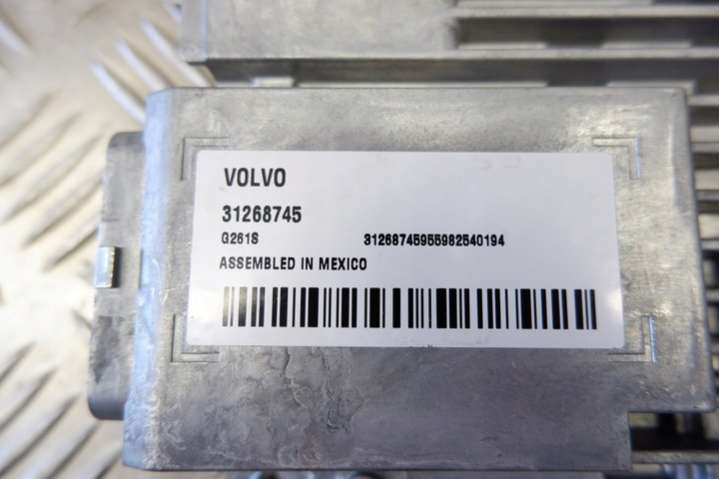 VOLVO
31268745
G261S 31268745955982540194
ASSEMBLED IN MEXICO